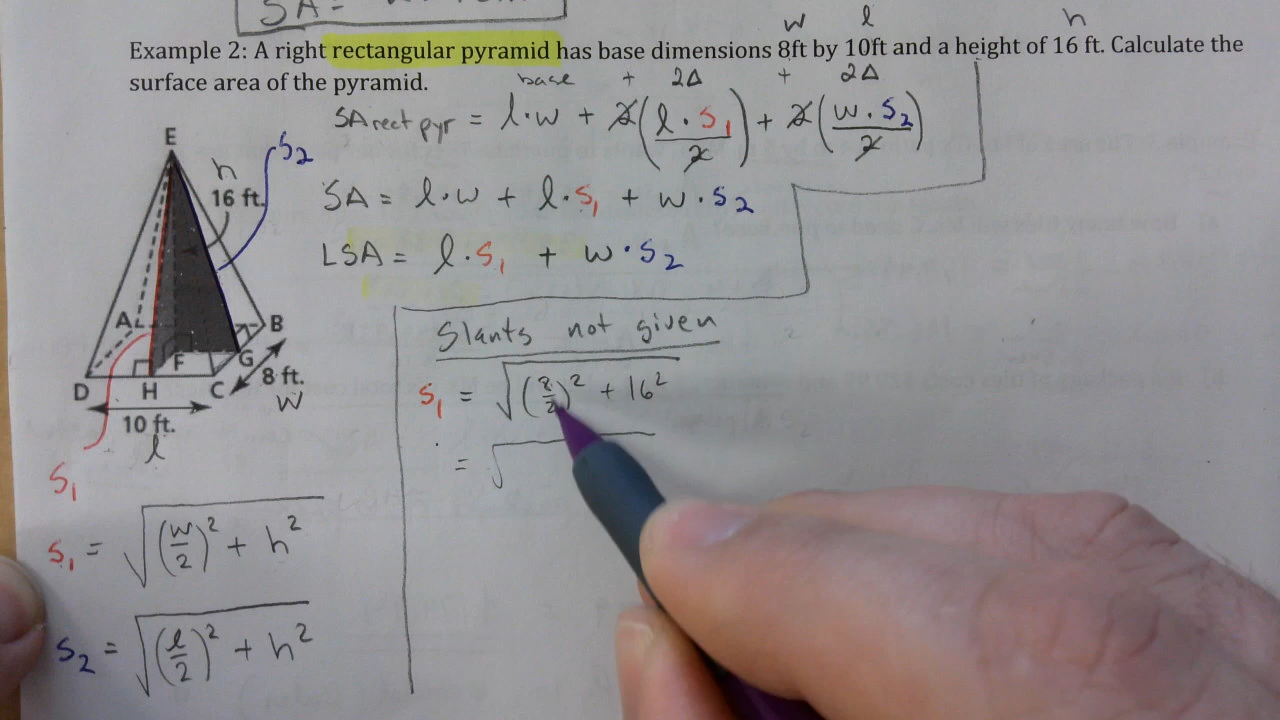 SA=
w l h
Example 2: A right rectangular pyramid has base dimensions 8ft by 10ft and a height of 16 ft. Calculate the
surface area of the pyramid.
base + 2Δ + 2Δ
SA rect pyr = l·w + 2(l·s₁/2) + 2(w·s₂/2)
E
s₂
h
16 ft.
SA = l·w + l·s₁ + w·s₂
LSA = l·s₁ + w·s₂
Slants not given
A
B
F
G
D
H
C
8 ft.
w
10 ft.
l
s₁
s₁ = √((8/2)² + 16²)
= √
s₁ = √((w/2)² + h²)
s₂ = √((l/2)² + h²)